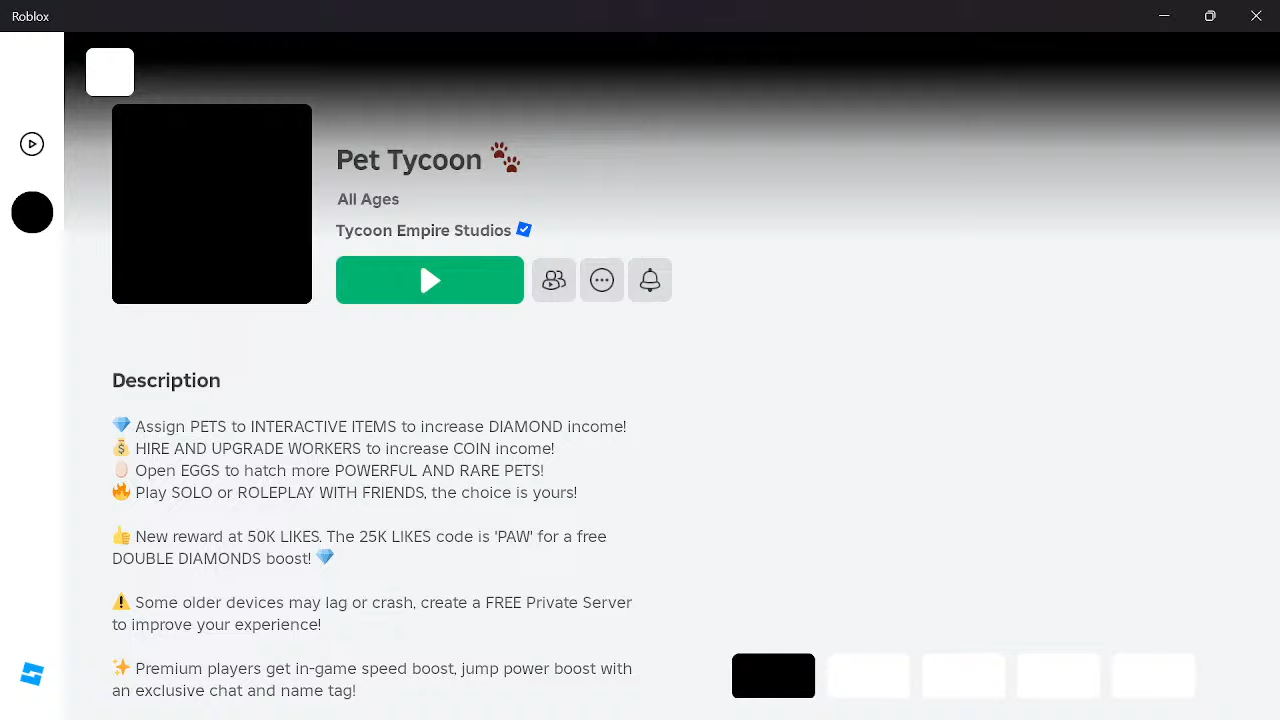 Roblox
Pet Tycoon 🐾
All Ages
Tycoon Empire Studios
Description
💎 Assign PETS to INTERACTIVE ITEMS to increase DIAMOND income!
💰 HIRE AND UPGRADE WORKERS to increase COIN income!
🥚 Open EGGS to hatch more POWERFUL AND RARE PETS!
🔥 Play SOLO or ROLEPLAY WITH FRIENDS, the choice is yours!
👍 New reward at 50K LIKES. The 25K LIKES code is 'PAW' for a free
DOUBLE DIAMONDS boost! 💎
⚠️ Some older devices may lag or crash, create a FREE Private Server
to improve your experience!
✨ Premium players get in-game speed boost, jump power boost with
an exclusive chat and name tag!